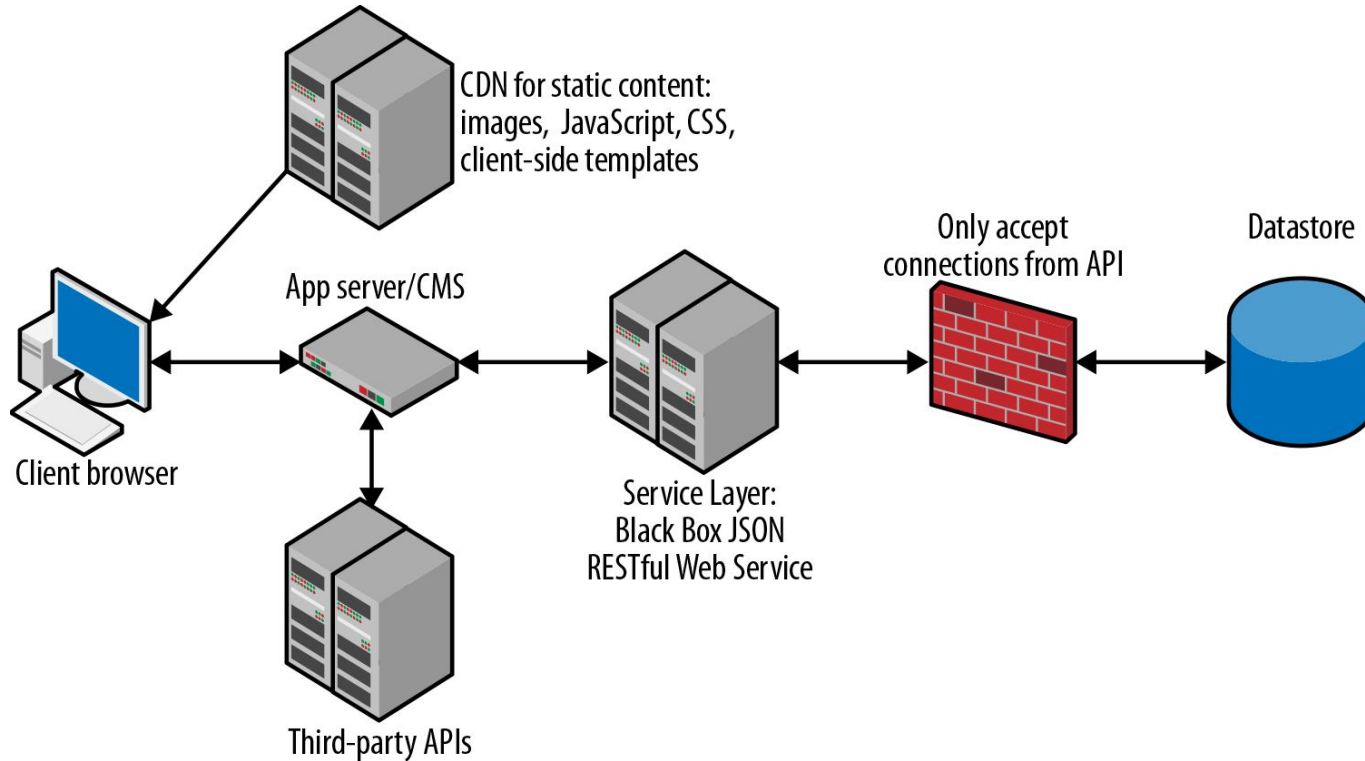 CDN for static content:
images, JavaScript, CSS,
client-side templates
App server/CMS
Only accept
connections from API
Datastore
Client browser
Service Layer:
Black Box JSON
RESTful Web Service
Third-party APIs